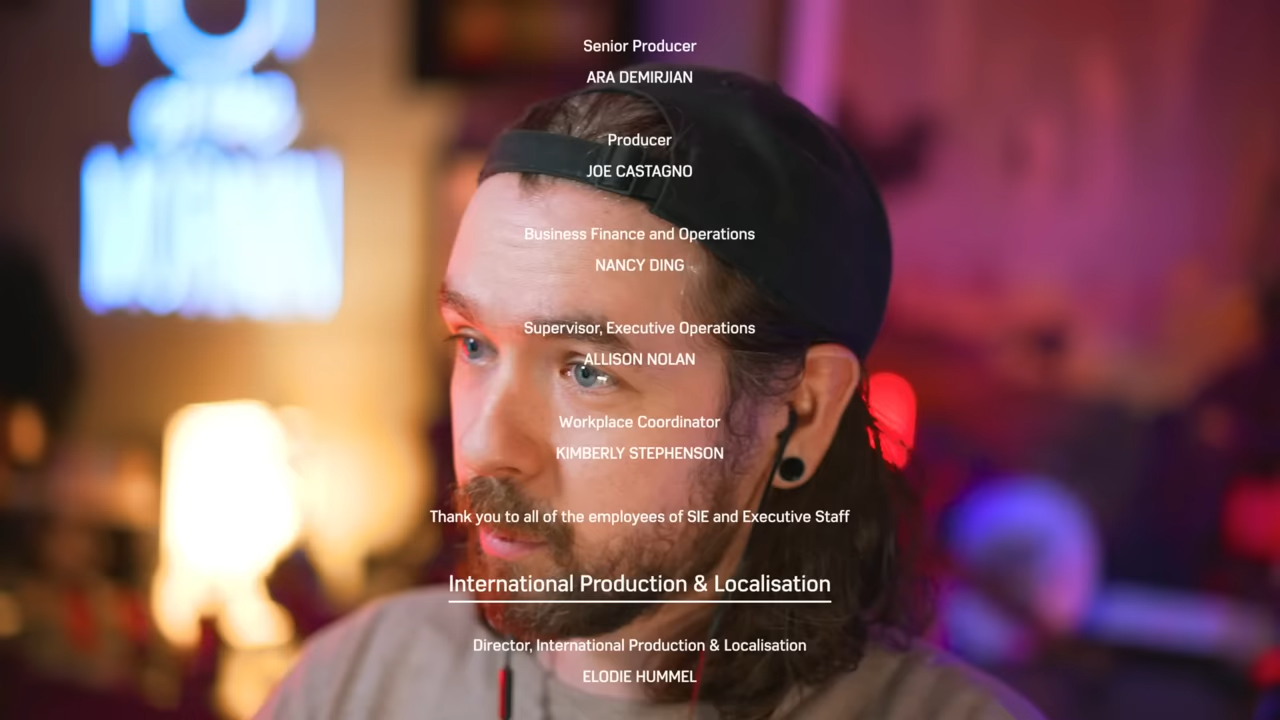 Senior Producer
ARA DEMIRJIAN
Producer
JOE CASTAGNO
Business Finance and Operations
NANCY DING
Supervisor, Executive Operations
ALLISON NOLAN
Workplace Coordinator
KIMBERLY STEPHENSON
Thank you to all of the employees of SIE and Executive Staff
International Production & Localisation
Director, International Production & Localisation
ELODIE HUMMEL